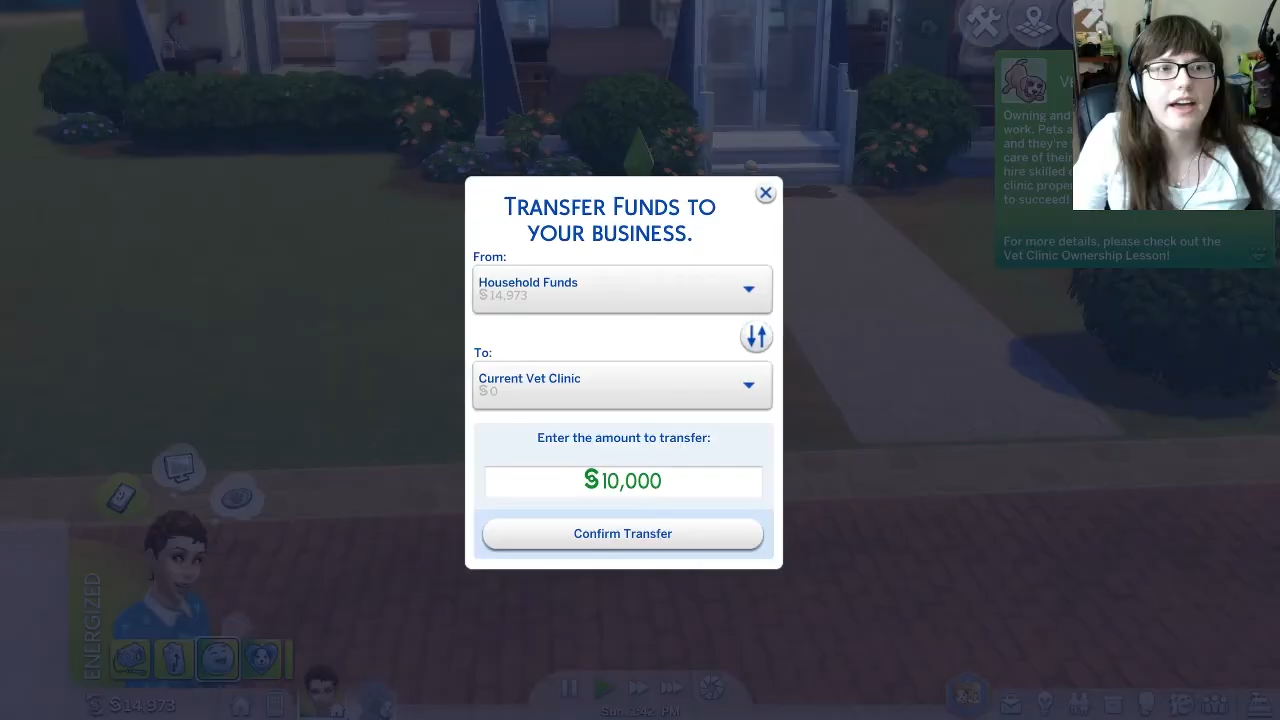 TRANSFER FUNDS TO
YOUR BUSINESS.
From:
Household Funds
§14,973
To:
Current Vet Clinic
§0
Enter the amount to transfer:
§10,000
Confirm Transfer
Owning and
work. Pets
and they're
care of their
hire skilled
clinic
to succeed!
For more details, please check out the
Vet Clinic Ownership Lesson!
ENERGIZED
§14,973